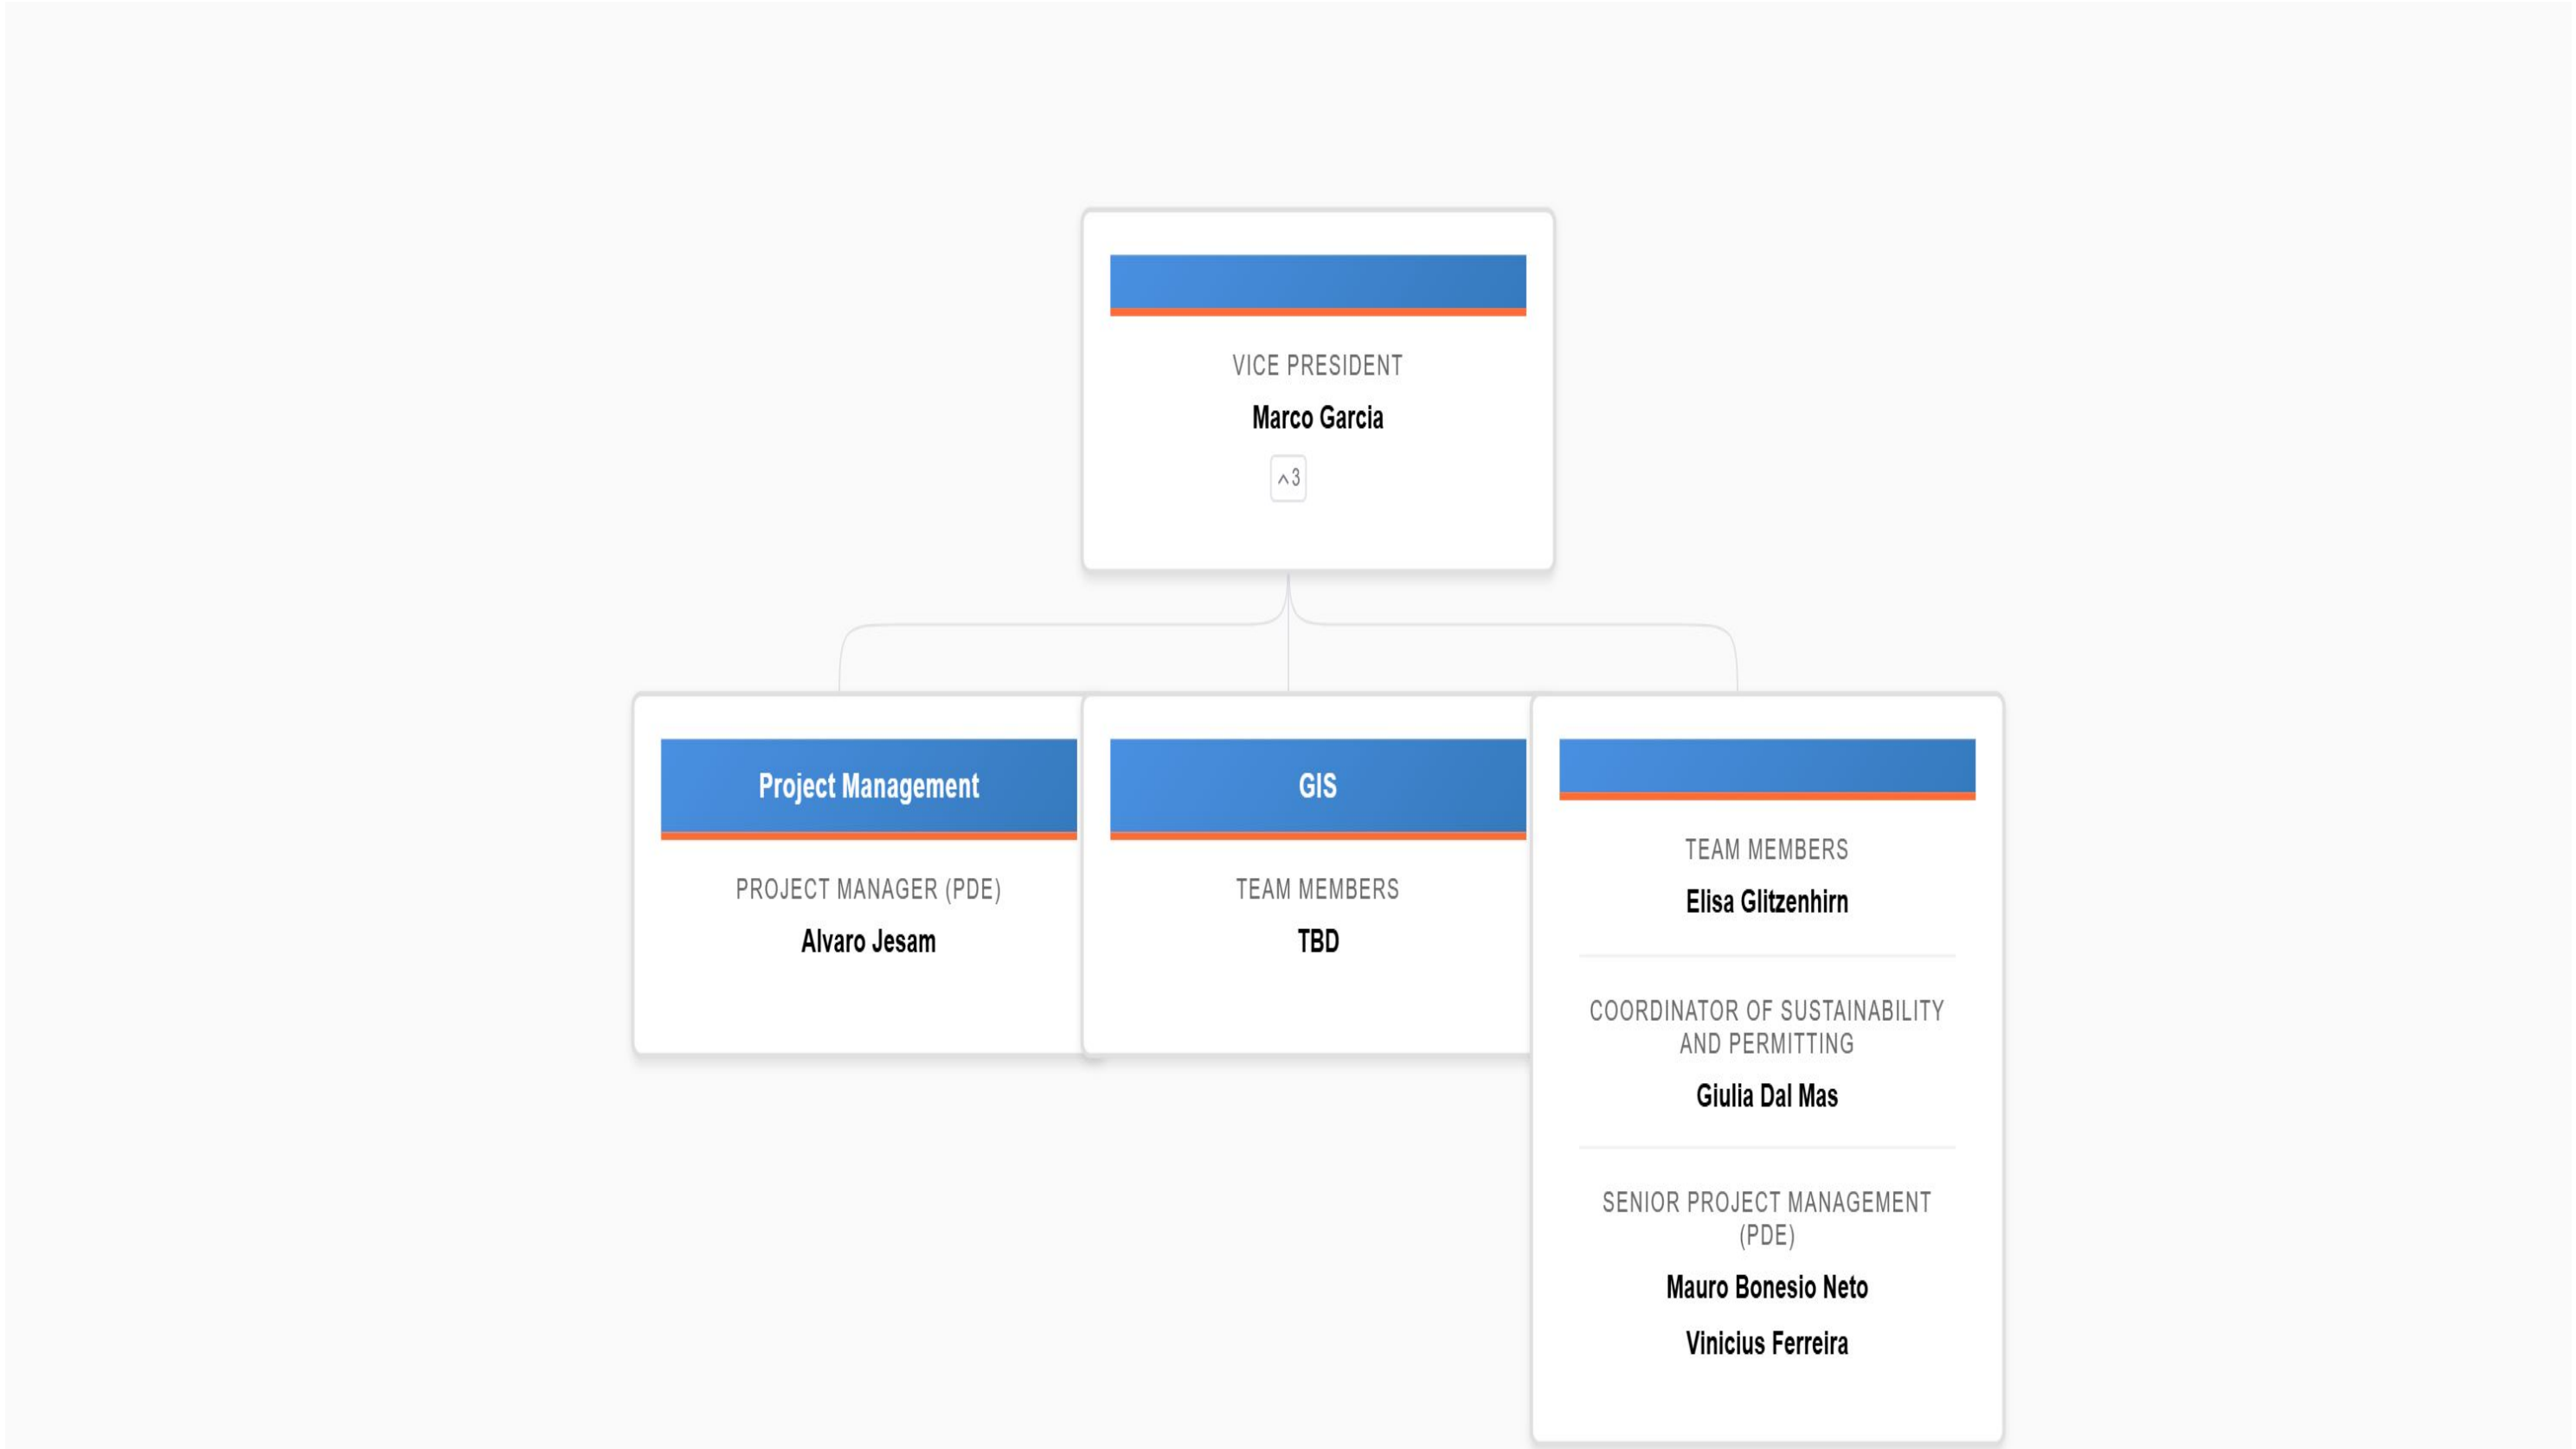 VICE PRESIDENT
Marco Garcia
^3
Project Management
PROJECT MANAGER (PDE)
Alvaro Jesam
GIS
TEAM MEMBERS
TBD
TEAM MEMBERS
Elisa Glitzenhirn
COORDINATOR OF SUSTAINABILITY
AND PERMITTING
Giulia Dal Mas
SENIOR PROJECT MANAGEMENT
(PDE)
Mauro Bonesio Neto
Vinicius Ferreira